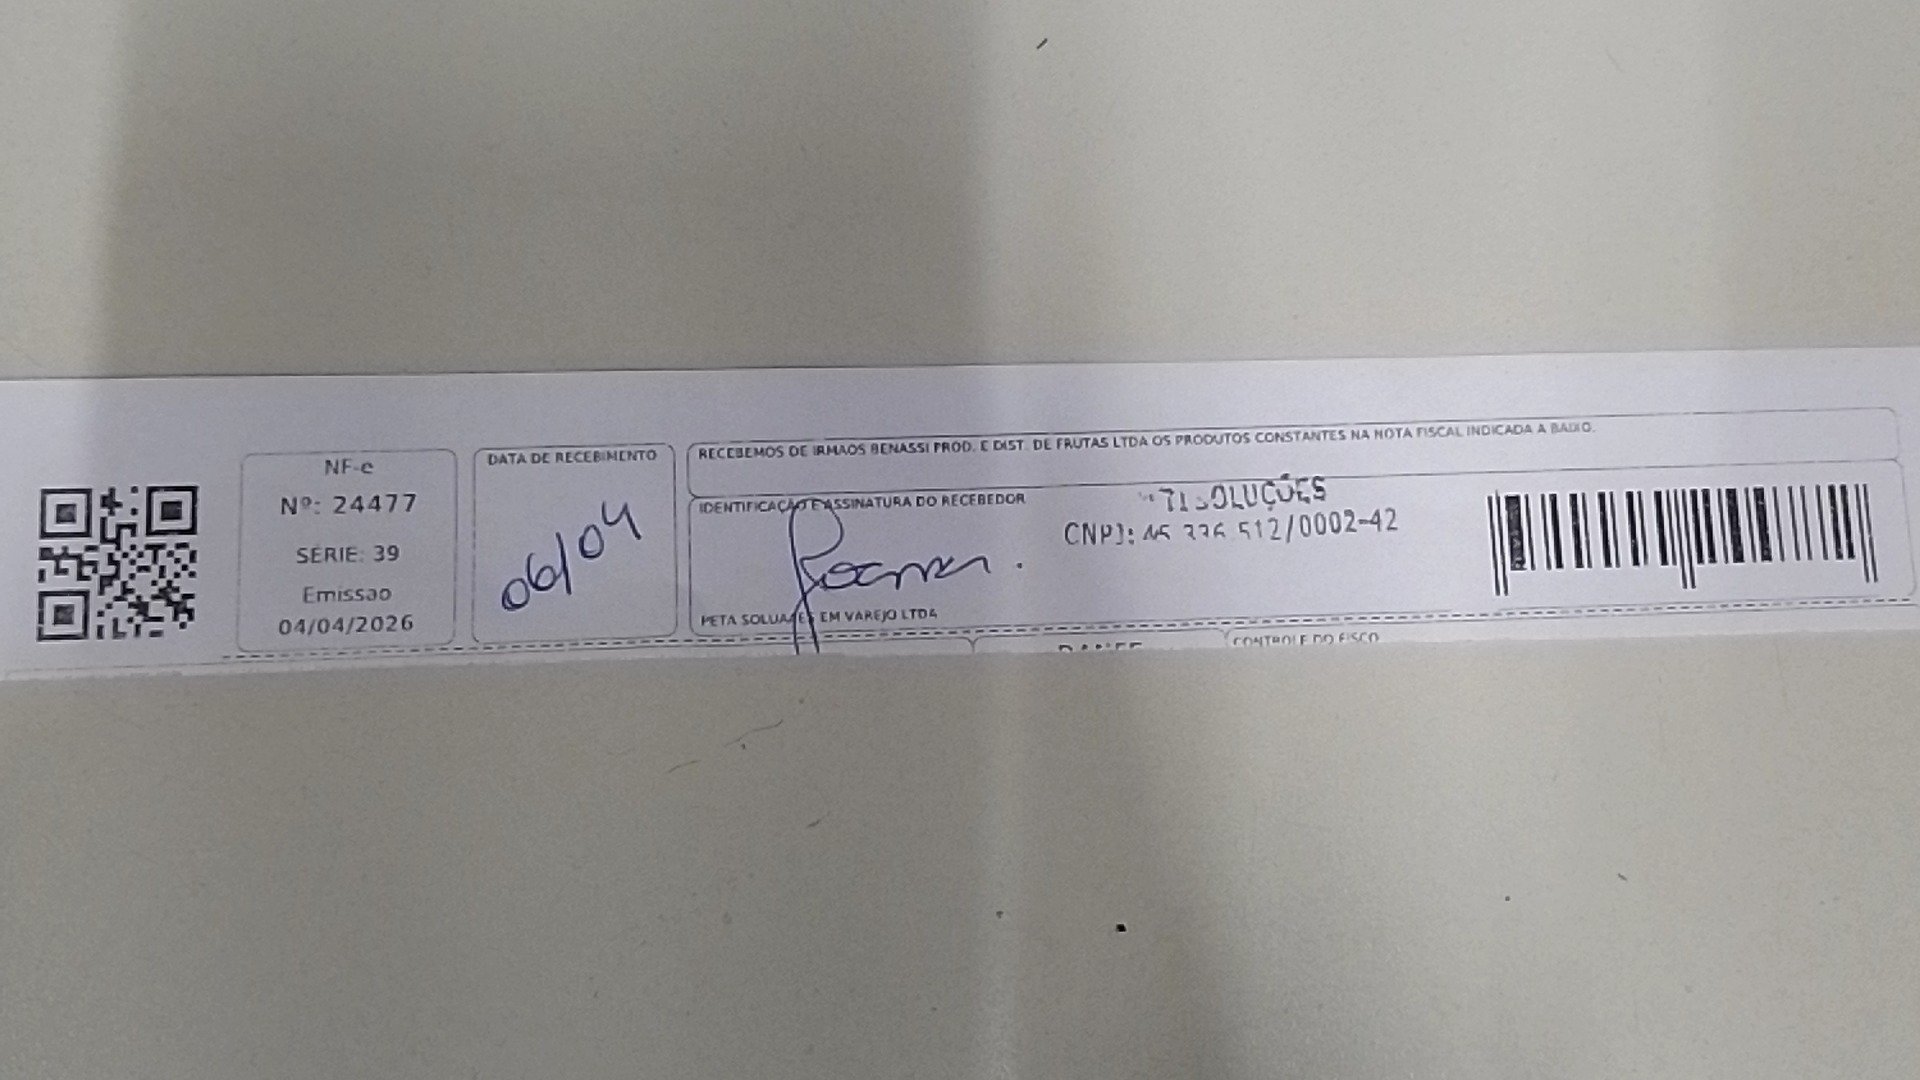 NF-e
Nº: 24477
SÉRIE: 39
Emissao
04/04/2026
DATA DE RECEBIMENTO
06/04
RECEBEMOS DE IRMAOS BENASSI PROD. E DIST. DE FRUTAS LTDA OS PRODUTOS CONSTANTES NA NOTA FISCAL INDICADA A BAIXO.
IDENTIFICAÇÃO E ASSINATURA DO RECEBEDOR
SOLUÇÕES
CNPJ: 512/0002-42
PETA EM VAREJO LTDA
CONTROLE DO FISCO